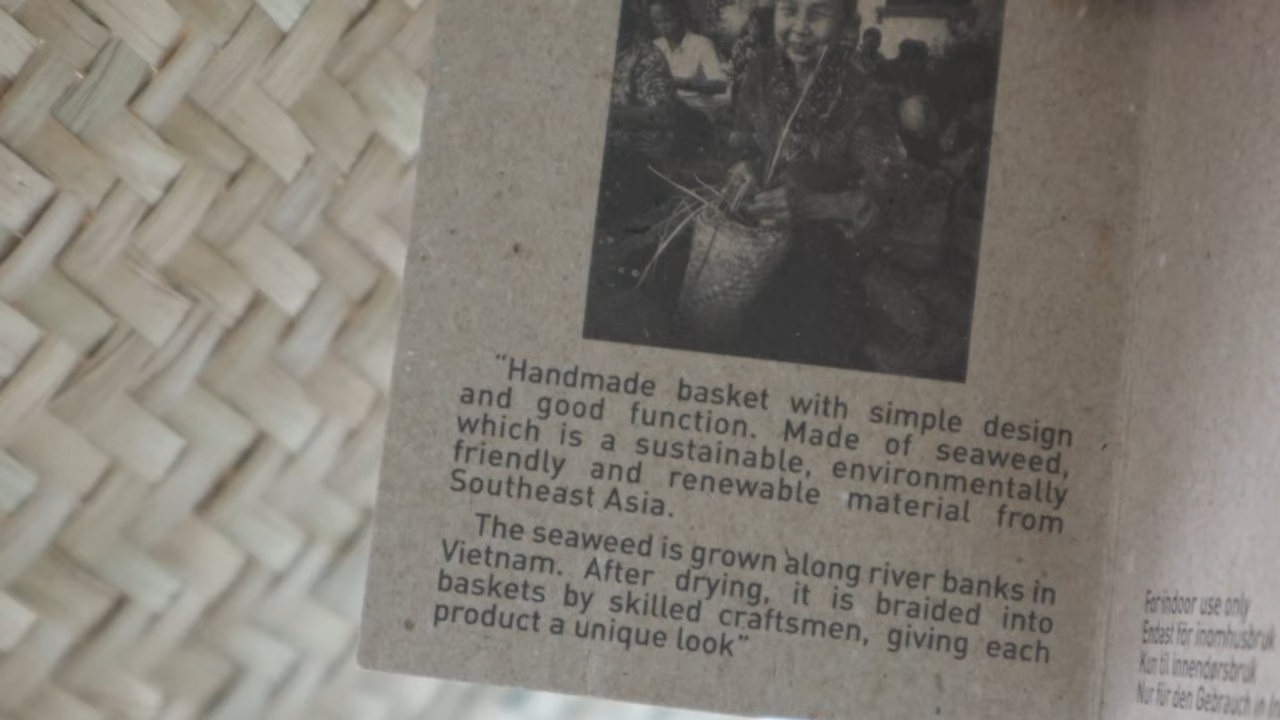 “Handmade basket with simple design
and good function. Made of seaweed,
which is a sustainable, environmentally
friendly and renewable material from
Southeast Asia.
The seaweed is grown along river banks in
Vietnam. After drying, it is braided into
baskets by skilled craftsmen, giving each
product a unique look”
For indoor use only
Endast för inomhusbruk
Kun til innendørsbruk
Nur für den Gebrauch in